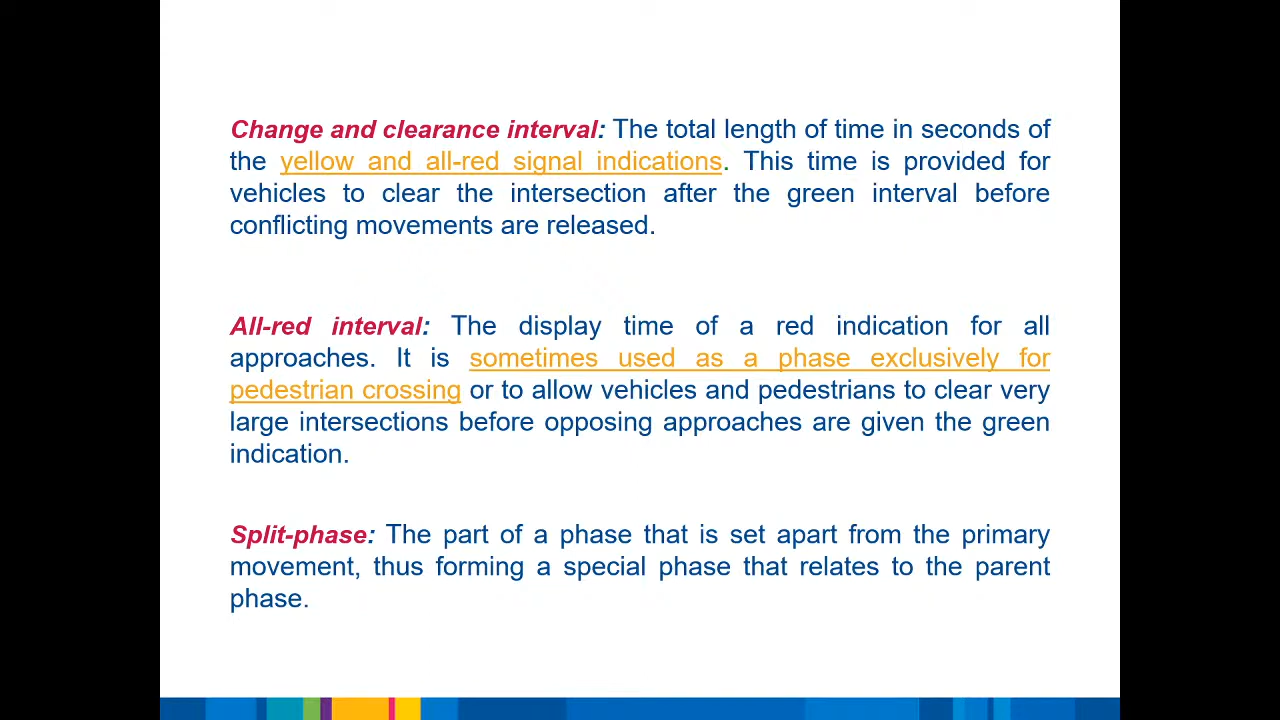 Change and clearance interval: The total length of time in seconds of
the yellow and all-red signal indications. This time is provided for
vehicles to clear the intersection after the green interval before
conflicting movements are released.
All-red interval: The display time of a red indication for all
approaches. It is sometimes used as a phase exclusively for
pedestrian crossing or to allow vehicles and pedestrians to clear very
large intersections before opposing approaches are given the green
indication.
Split-phase: The part of a phase that is set apart from the primary
movement, thus forming a special phase that relates to the parent
phase.